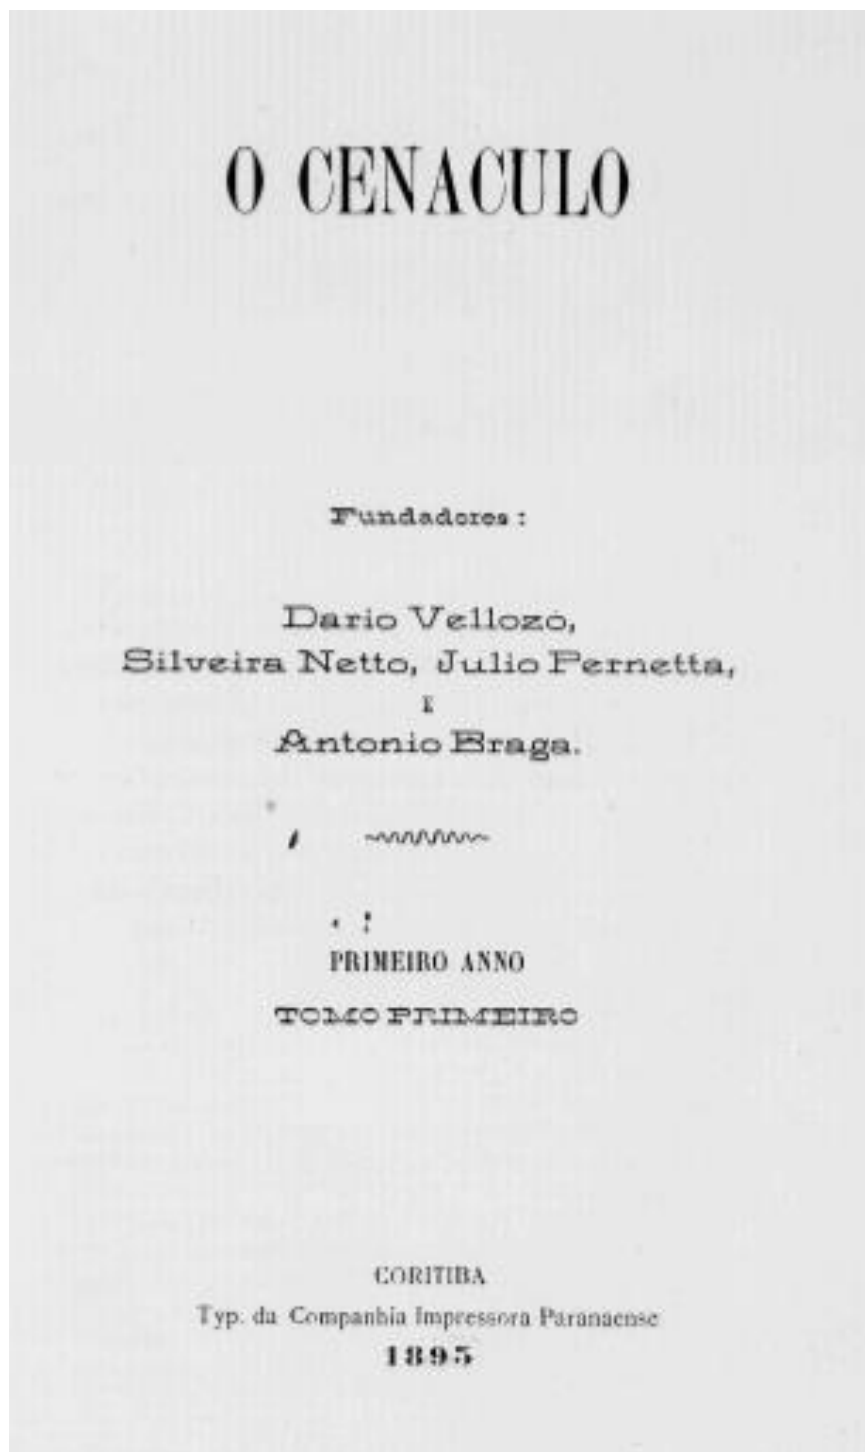 O CENACULO
Fundadores:
Dario Vellozo,
Silveira Netto, Julio Pernetta,
E
Antonio Braga.
PRIMEIRO ANNO
TOMO PRIMEIRO
CORITIBA
Typ. da Companhia Impressora Paranaense
1895